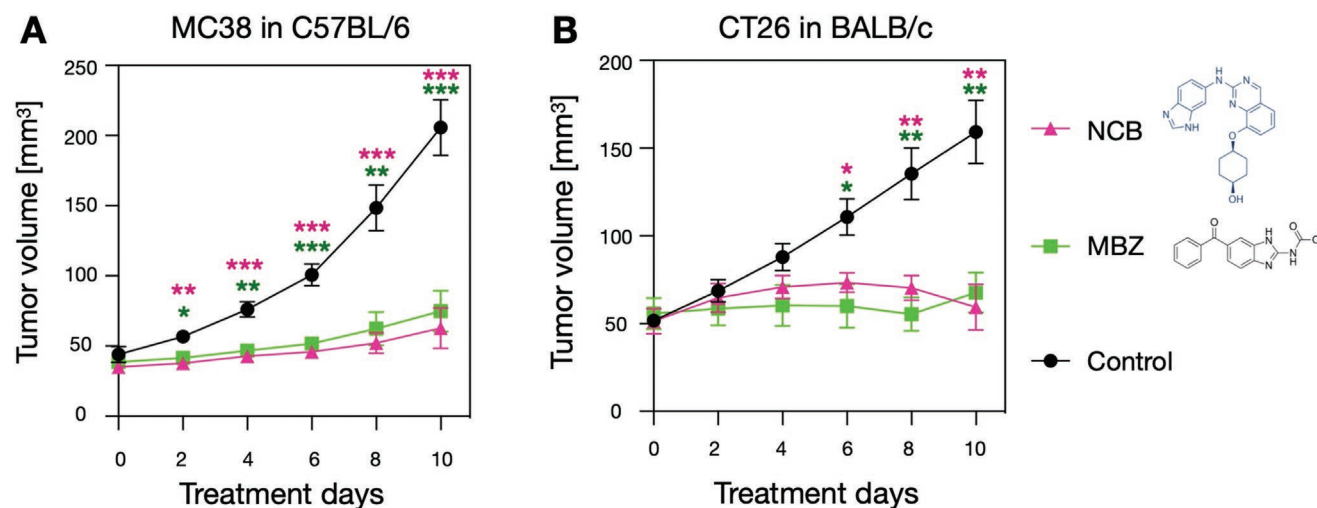 A MC38 in C57BL/6
Tumor volume [mm³]
250
200
150
100
50
0
**
*
***
**
***
***
***
**
***
***
0 2 4 6 8 10
Treatment days
B CT26 in BALB/c
Tumor volume [mm³]
200
150
100
50
0
*
*
**
**
**
**
0 2 4 6 8 10
Treatment days
NCB
H
N
N
N
N
NH
O
OH
MBZ
O
H
N
N
N
H
O
Control